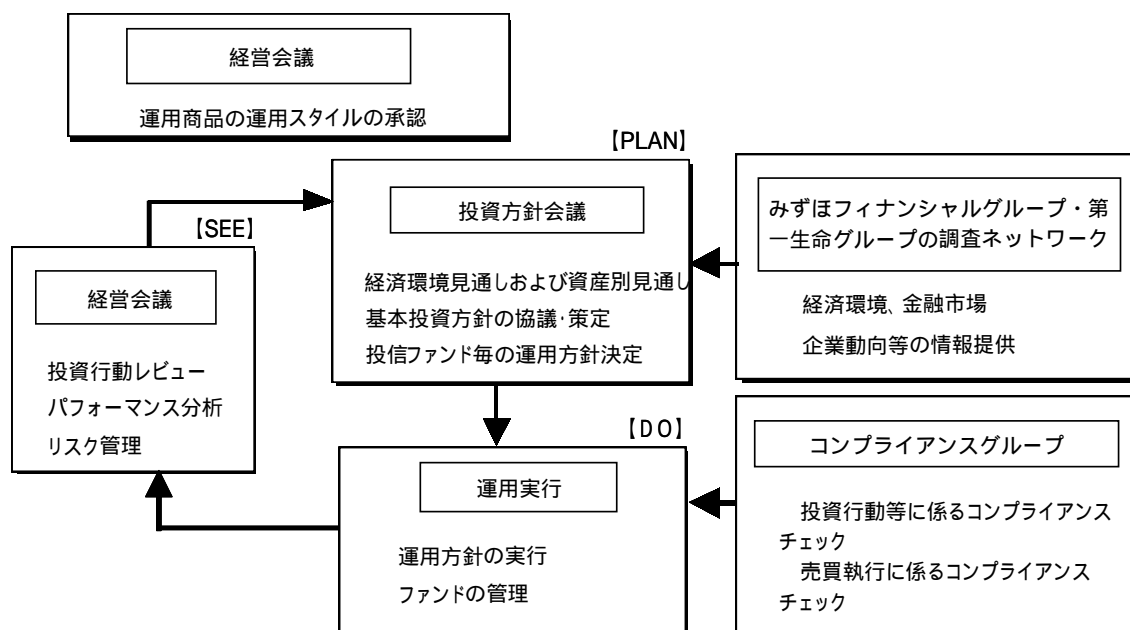 経営会議
運用商品の運用スタイルの承認
【PLAN】
投資方針会議
経済環境見通しおよび資産別見通し
基本投資方針の協議・策定
投信ファンド毎の運用方針決定
みずほフィナンシャルグループ・第
一生命グループの調査ネットワーク
経済環境、金融市場
企業動向等の情報提供
【SEE】
経営会議
投資行動レビュー
パフォーマンス分析
リスク管理
【DO】
運用実行
運用方針の実行
ファンドの管理
コンプライアンスグループ
投資行動等に係るコンプライアンス
チェック
売買執行に係るコンプライアンス
チェック